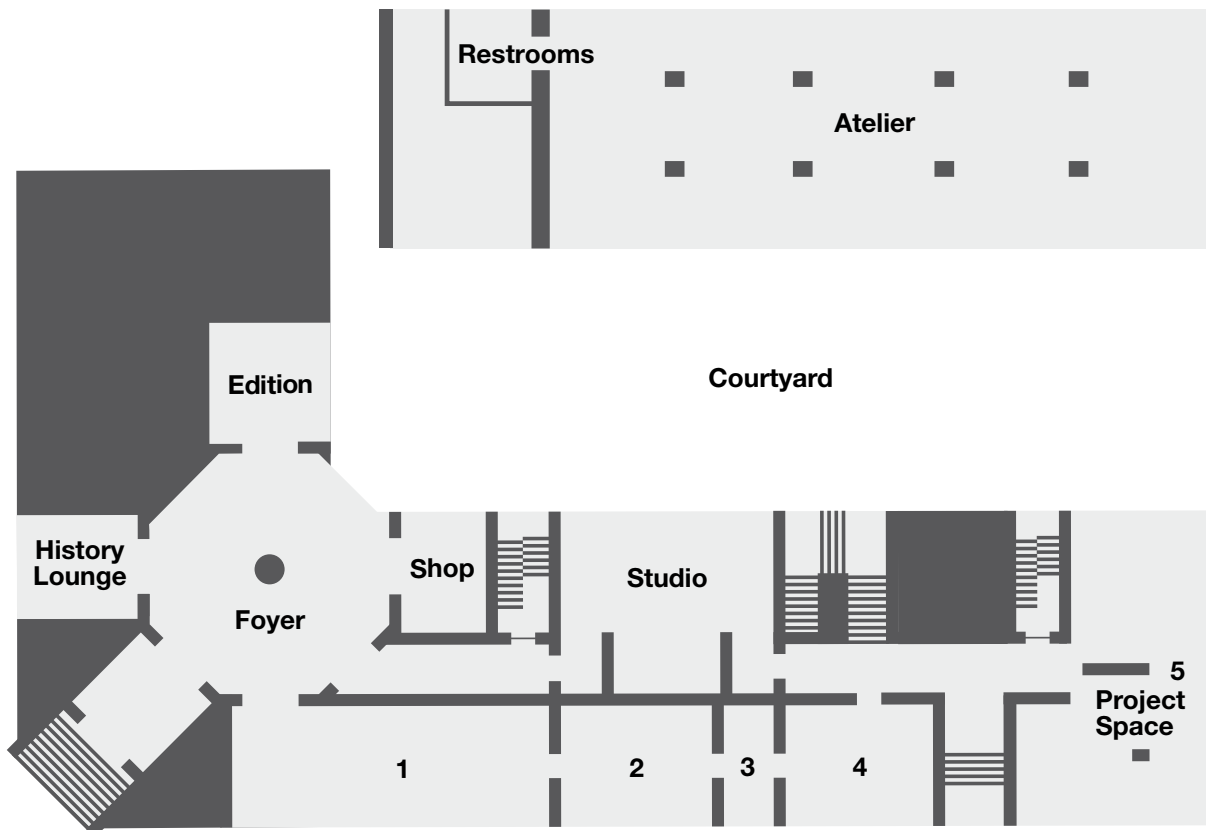 Restrooms
Atelier
Edition
Courtyard
History
Lounge
Shop
Studio
Foyer
5
Project
Space
1
2
3
4